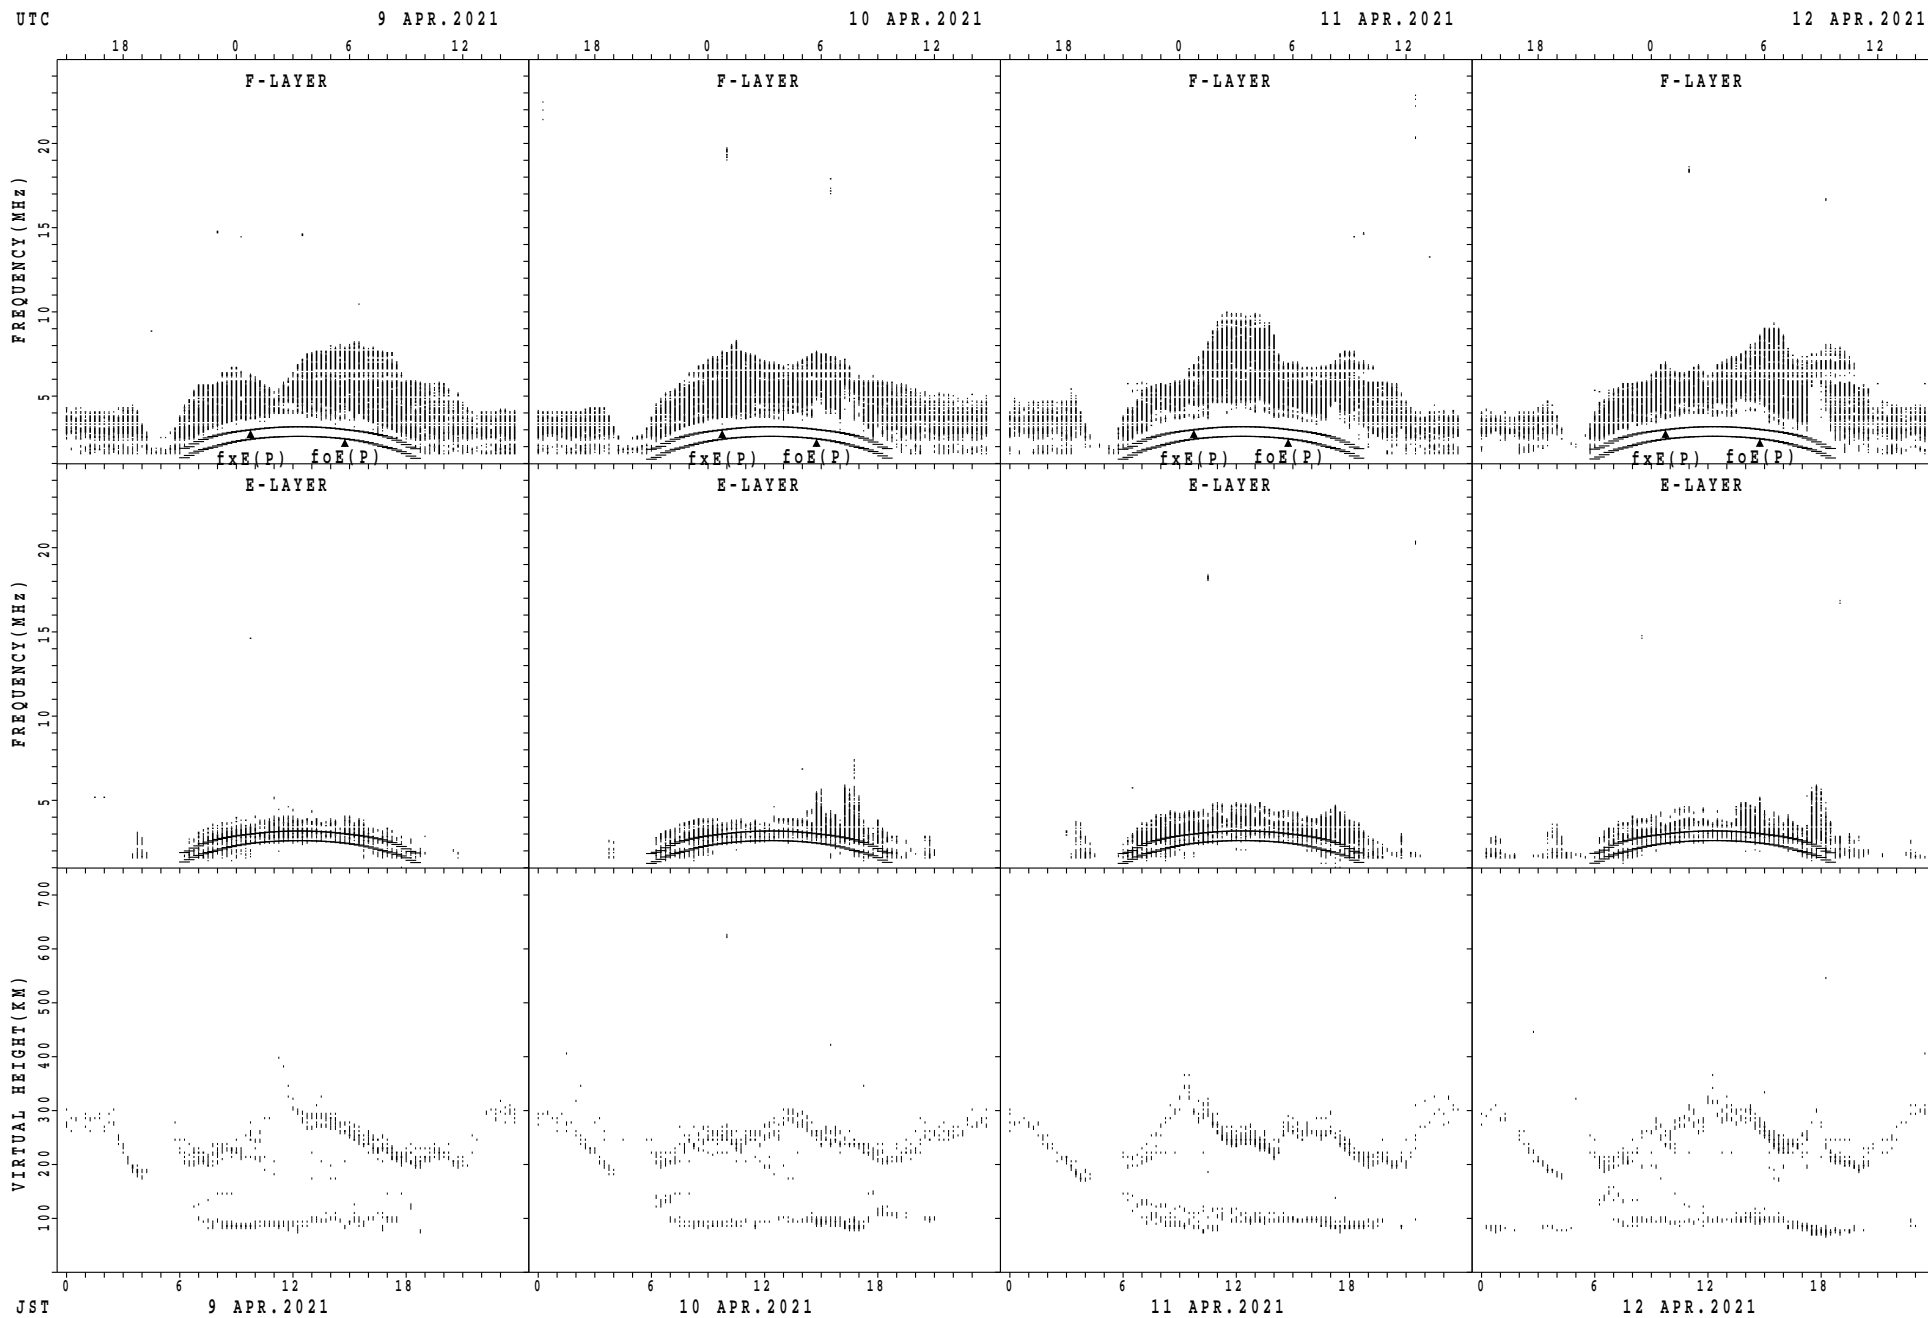 UTC 9 APR.2021 10 APR.2021 11 APR.2021 12 APR.2021
18 0 6 12 18 0 6 12 18 0 6 12 18 0 6 12
F-LAYER F-LAYER F-LAYER F-LAYER
FREQUENCY(MHz)
20
15
10
5
fxE(P) foE(P) fxE(P) foE(P) fxE(P) foE(P) fxE(P) foE(P)
E-LAYER E-LAYER E-LAYER E-LAYER
FREQUENCY(MHz)
20
15
10
5
VIRTUAL HEIGHT(KM)
700
600
500
400
300
200
100
0 6 12 18 0 6 12 18 0 6 12 18 0 6 12 18
JST 9 APR.2021 10 APR.2021 11 APR.2021 12 APR.2021